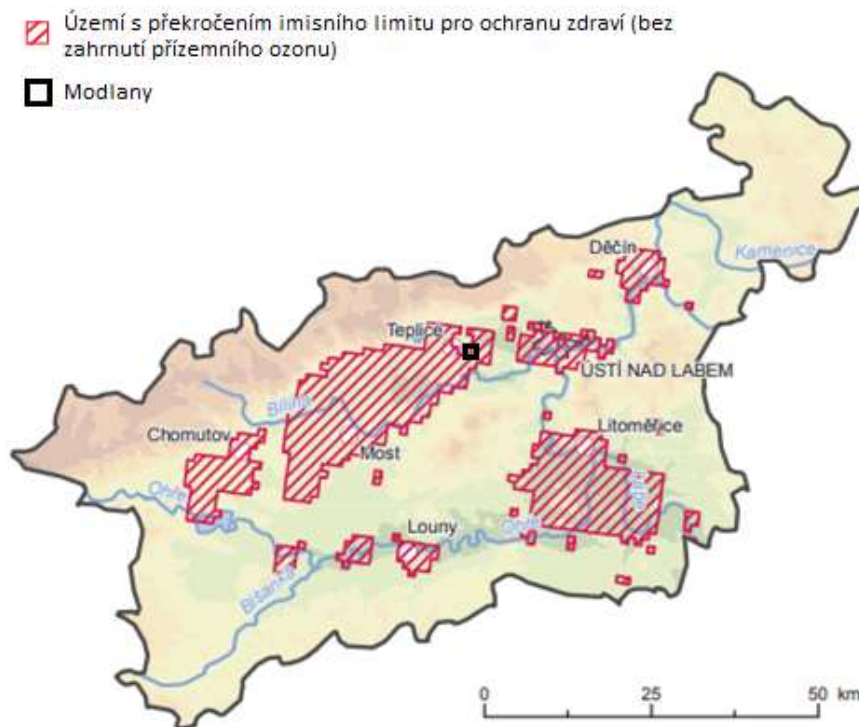 Území s překročením imisního limitu pro ochranu zdraví (bez
zahrnutí přízemního ozonu)
Modlany
Děčín
Kamenice
Teplice
ÚSTÍ NAD LABEM
Bílina
Chomutov
Litoměřice
Most
Ohře
Labe
Louny
Ohře
Blšanka
0 25 50 km